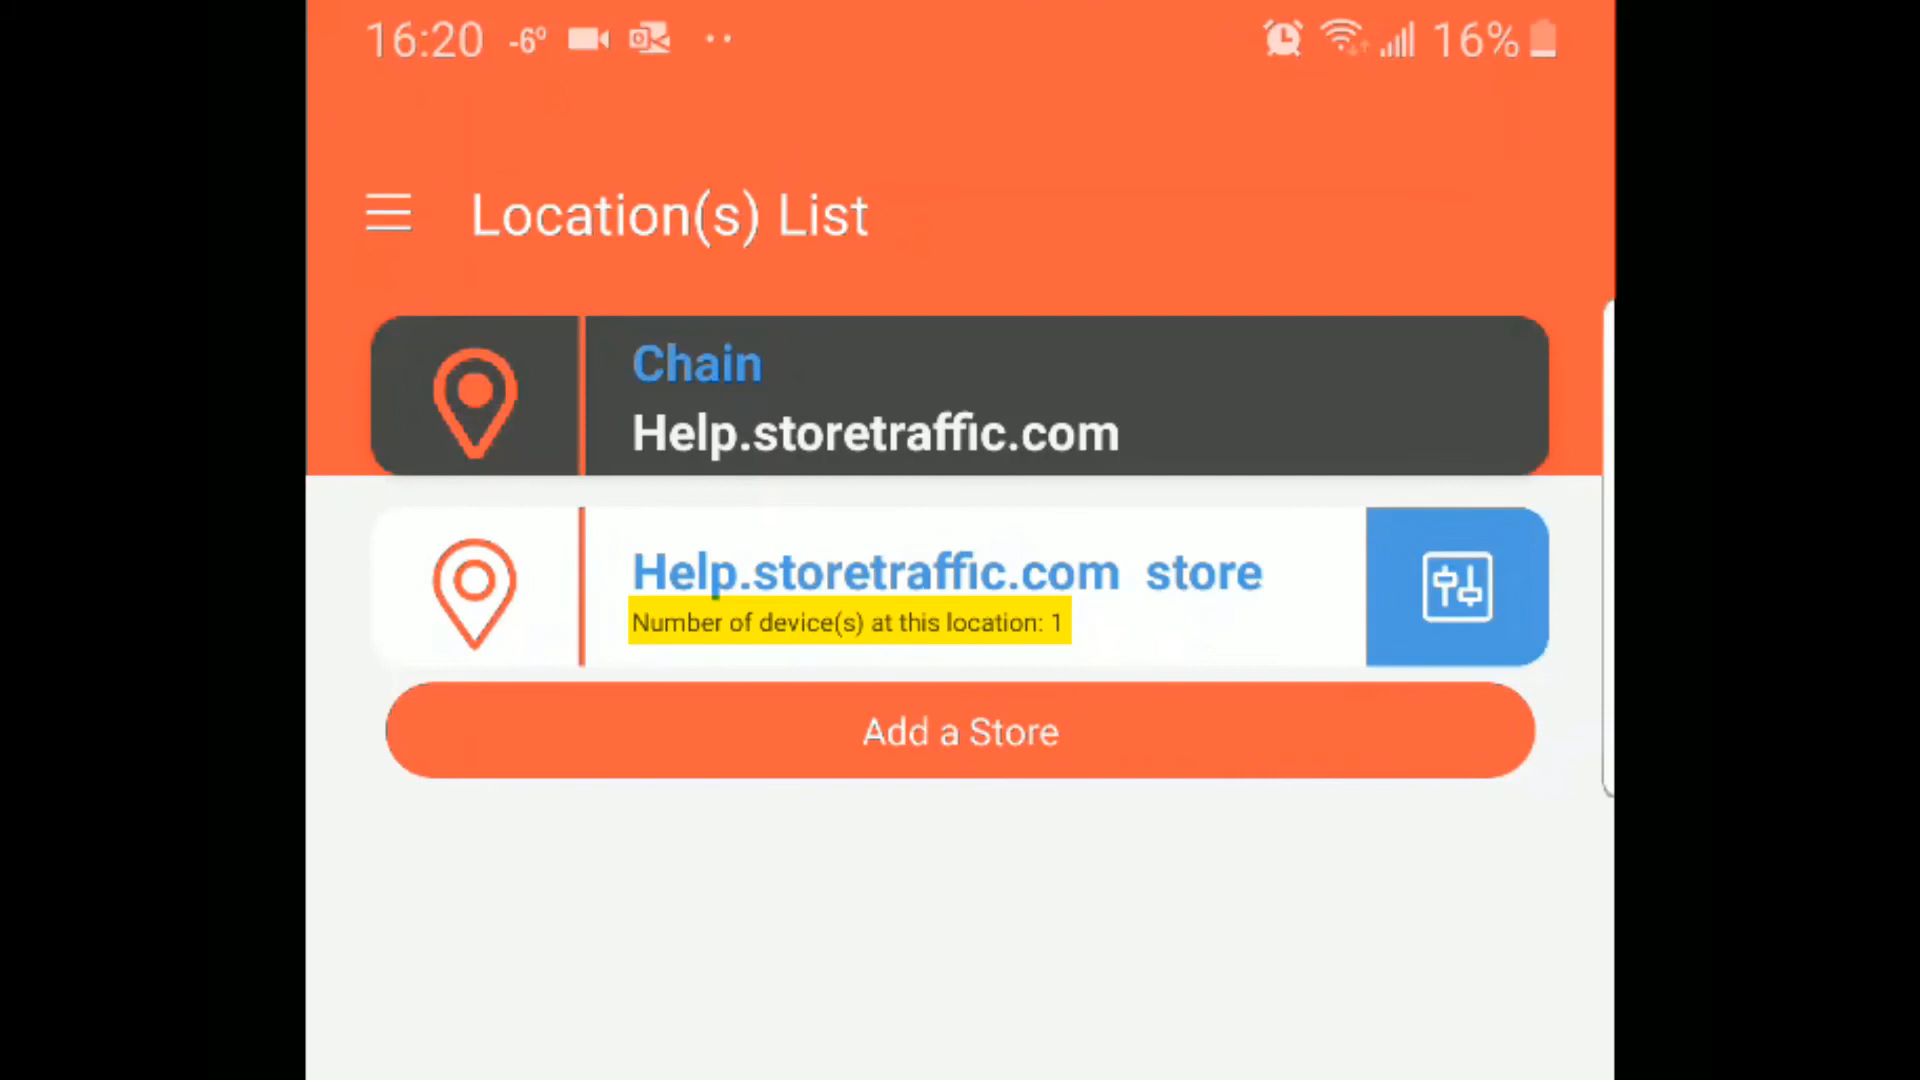 16:20 -6° 16%
Location(s) List
Chain
Help.storetraffic.com
Help.storetraffic.com store
Number of device(s) at this location: 1
Add a Store